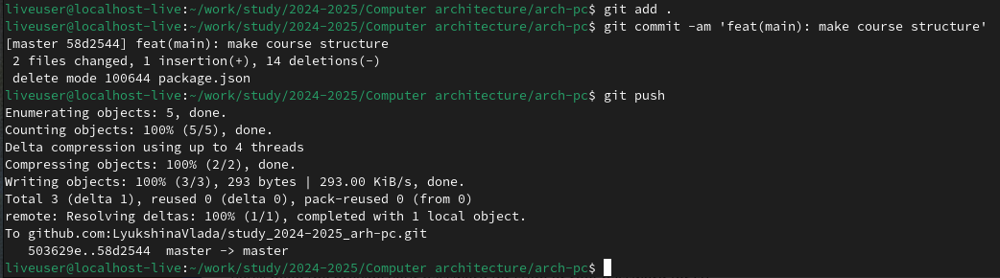 liveuser@localhost-live:~/work/study/2024-2025/Computer architecture/arch-pc$ git add .
liveuser@localhost-live:~/work/study/2024-2025/Computer architecture/arch-pc$ git commit -am 'feat(main): make course structure'
[master 58d2544] feat(main): make course structure
 2 files changed, 1 insertion(+), 14 deletions(-)
 delete mode 100644 package.json
liveuser@localhost-live:~/work/study/2024-2025/Computer architecture/arch-pc$ git push
Enumerating objects: 5, done.
Counting objects: 100% (5/5), done.
Delta compression using up to 4 threads
Compressing objects: 100% (2/2), done.
Writing objects: 100% (3/3), 293 bytes | 293.00 KiB/s, done.
Total 3 (delta 1), reused 0 (delta 0), pack-reused 0 (from 0)
remote: Resolving deltas: 100% (1/1), completed with 1 local object.
To github.com:LyukshinaVlada/study_2024-2025_arh-pc.git
   503629e..58d2544  master -> master
liveuser@localhost-live:~/work/study/2024-2025/Computer architecture/arch-pc$